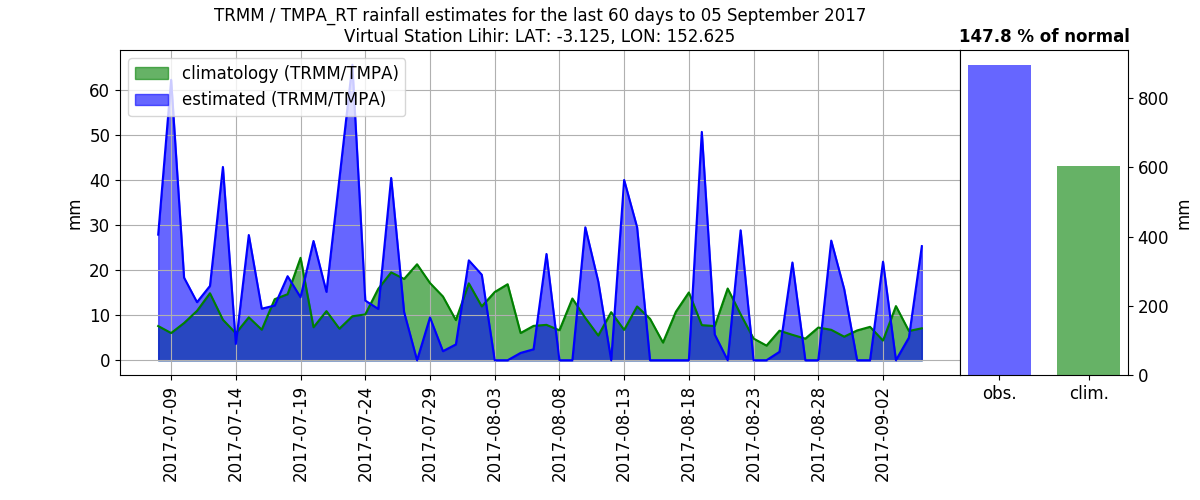 TRMM / TMPA_RT rainfall estimates for the last 60 days to 05 September 2017
Virtual Station Lihir: LAT: -3.125, LON: 152.625
147.8 % of normal
climatology (TRMM/TMPA)
estimated (TRMM/TMPA)
mm
60
50
40
30
20
10
0
2017-07-09
2017-07-14
2017-07-19
2017-07-24
2017-07-29
2017-08-03
2017-08-08
2017-08-13
2017-08-18
2017-08-23
2017-08-28
2017-09-02
800
600
400
200
0
mm
obs.
clim.